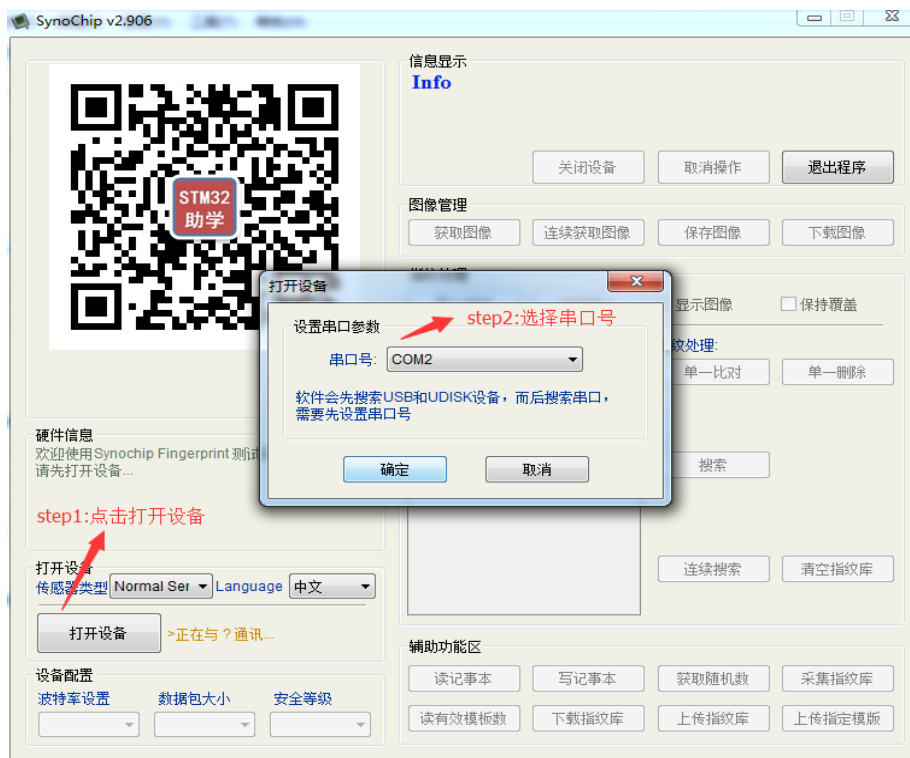 SynoChip v2.906
信息显示
Info
关闭设备
取消操作
退出程序
STM32
助学
图像管理
获取图像
连续获取图像
保存图像
下载图像
打开设备
显示图像
保持覆盖
设置串口参数
step2:选择串口号
串口号:
COM2
纹处理:
单一比对
单一删除
软件会先搜索USB和UDISK设备，而后搜索串口，
需要先设置串口号
确定
取消
搜索
硬件信息
欢迎使用Synochip Fingerprint 测试
请先打开设备...
step1:点击打开设备
连续搜索
清空指纹库
打开设备
传感器类型
Normal Ser
Language
中文
打开设备
>正在与 ? 通讯...
辅助功能区
读记事本
写记事本
获取随机数
采集指纹库
设备配置
波特率设置
数据包大小
安全等级
读有效模板数
下载指纹库
上传指纹库
上传指定模版